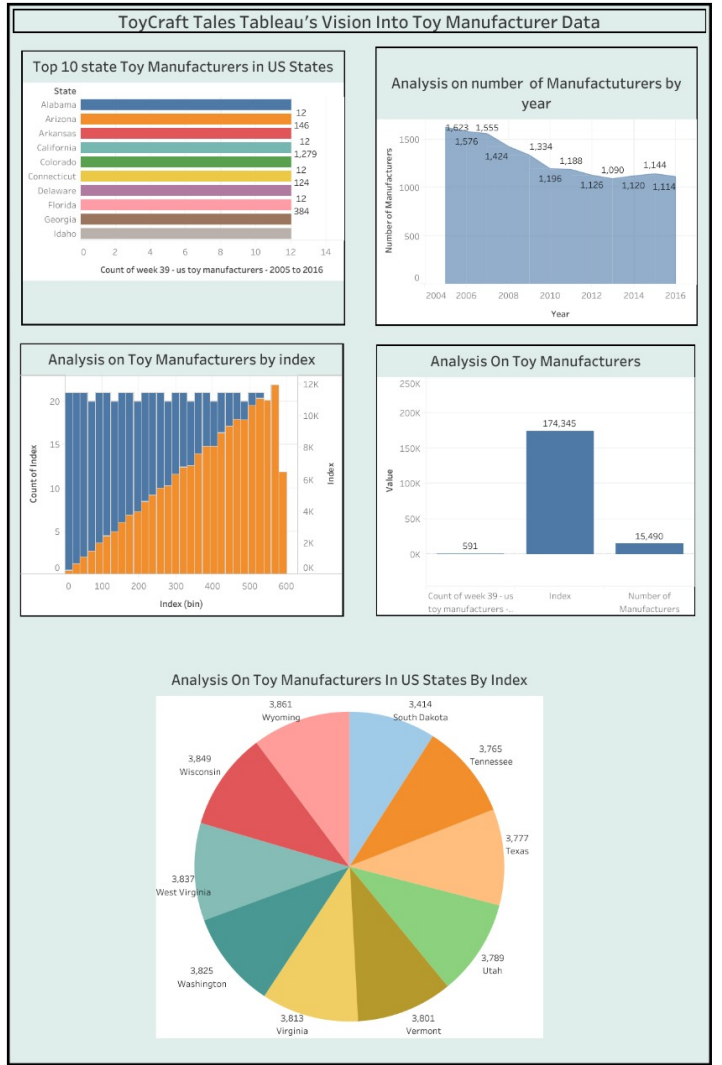 ToyCraft Tales Tableau's Vision Into Toy Manufacturer Data
Top 10 state Toy Manufacturers in US States
State
Alabama
12
Arizona
146
Arkansas
12
California
1,279
Colorado
12
Connecticut
124
Delaware
12
Florida
384
Georgia
Idaho
0 2 4 6 8 10 12 14
Count of week 39 - us toy manufacturers - 2005 to 2016
Analysis on number of Manufactuturers by
year
Number of Manufacturers
1500
1000
500
0
1,623 1,555
1,576
1,424
1,334
1,196
1,188
1,126
1,090
1,120
1,144
1,114
2004 2006 2008 2010 2012 2014 2016
Year
Analysis on Toy Manufacturers by index
Count of Index
20
15
10
5
0
12K
10K
8K
6K
4K
2K
0K
Index
0 100 200 300 400 500 600
Index (bin)
Analysis On Toy Manufacturers
Value
250K
200K
150K
100K
50K
0K
591
174,345
15,490
Count of week 39 - us
toy manufacturers -..
Index
Number of
Manufacturers
Analysis On Toy Manufacturers In US States By Index
3,861
Wyoming
3,414
South Dakota
3,765
Tennessee
3,777
Texas
3,789
Utah
3,801
Vermont
3,813
Virginia
3,825
Washington
3,837
West Virginia
3,849
Wisconsin